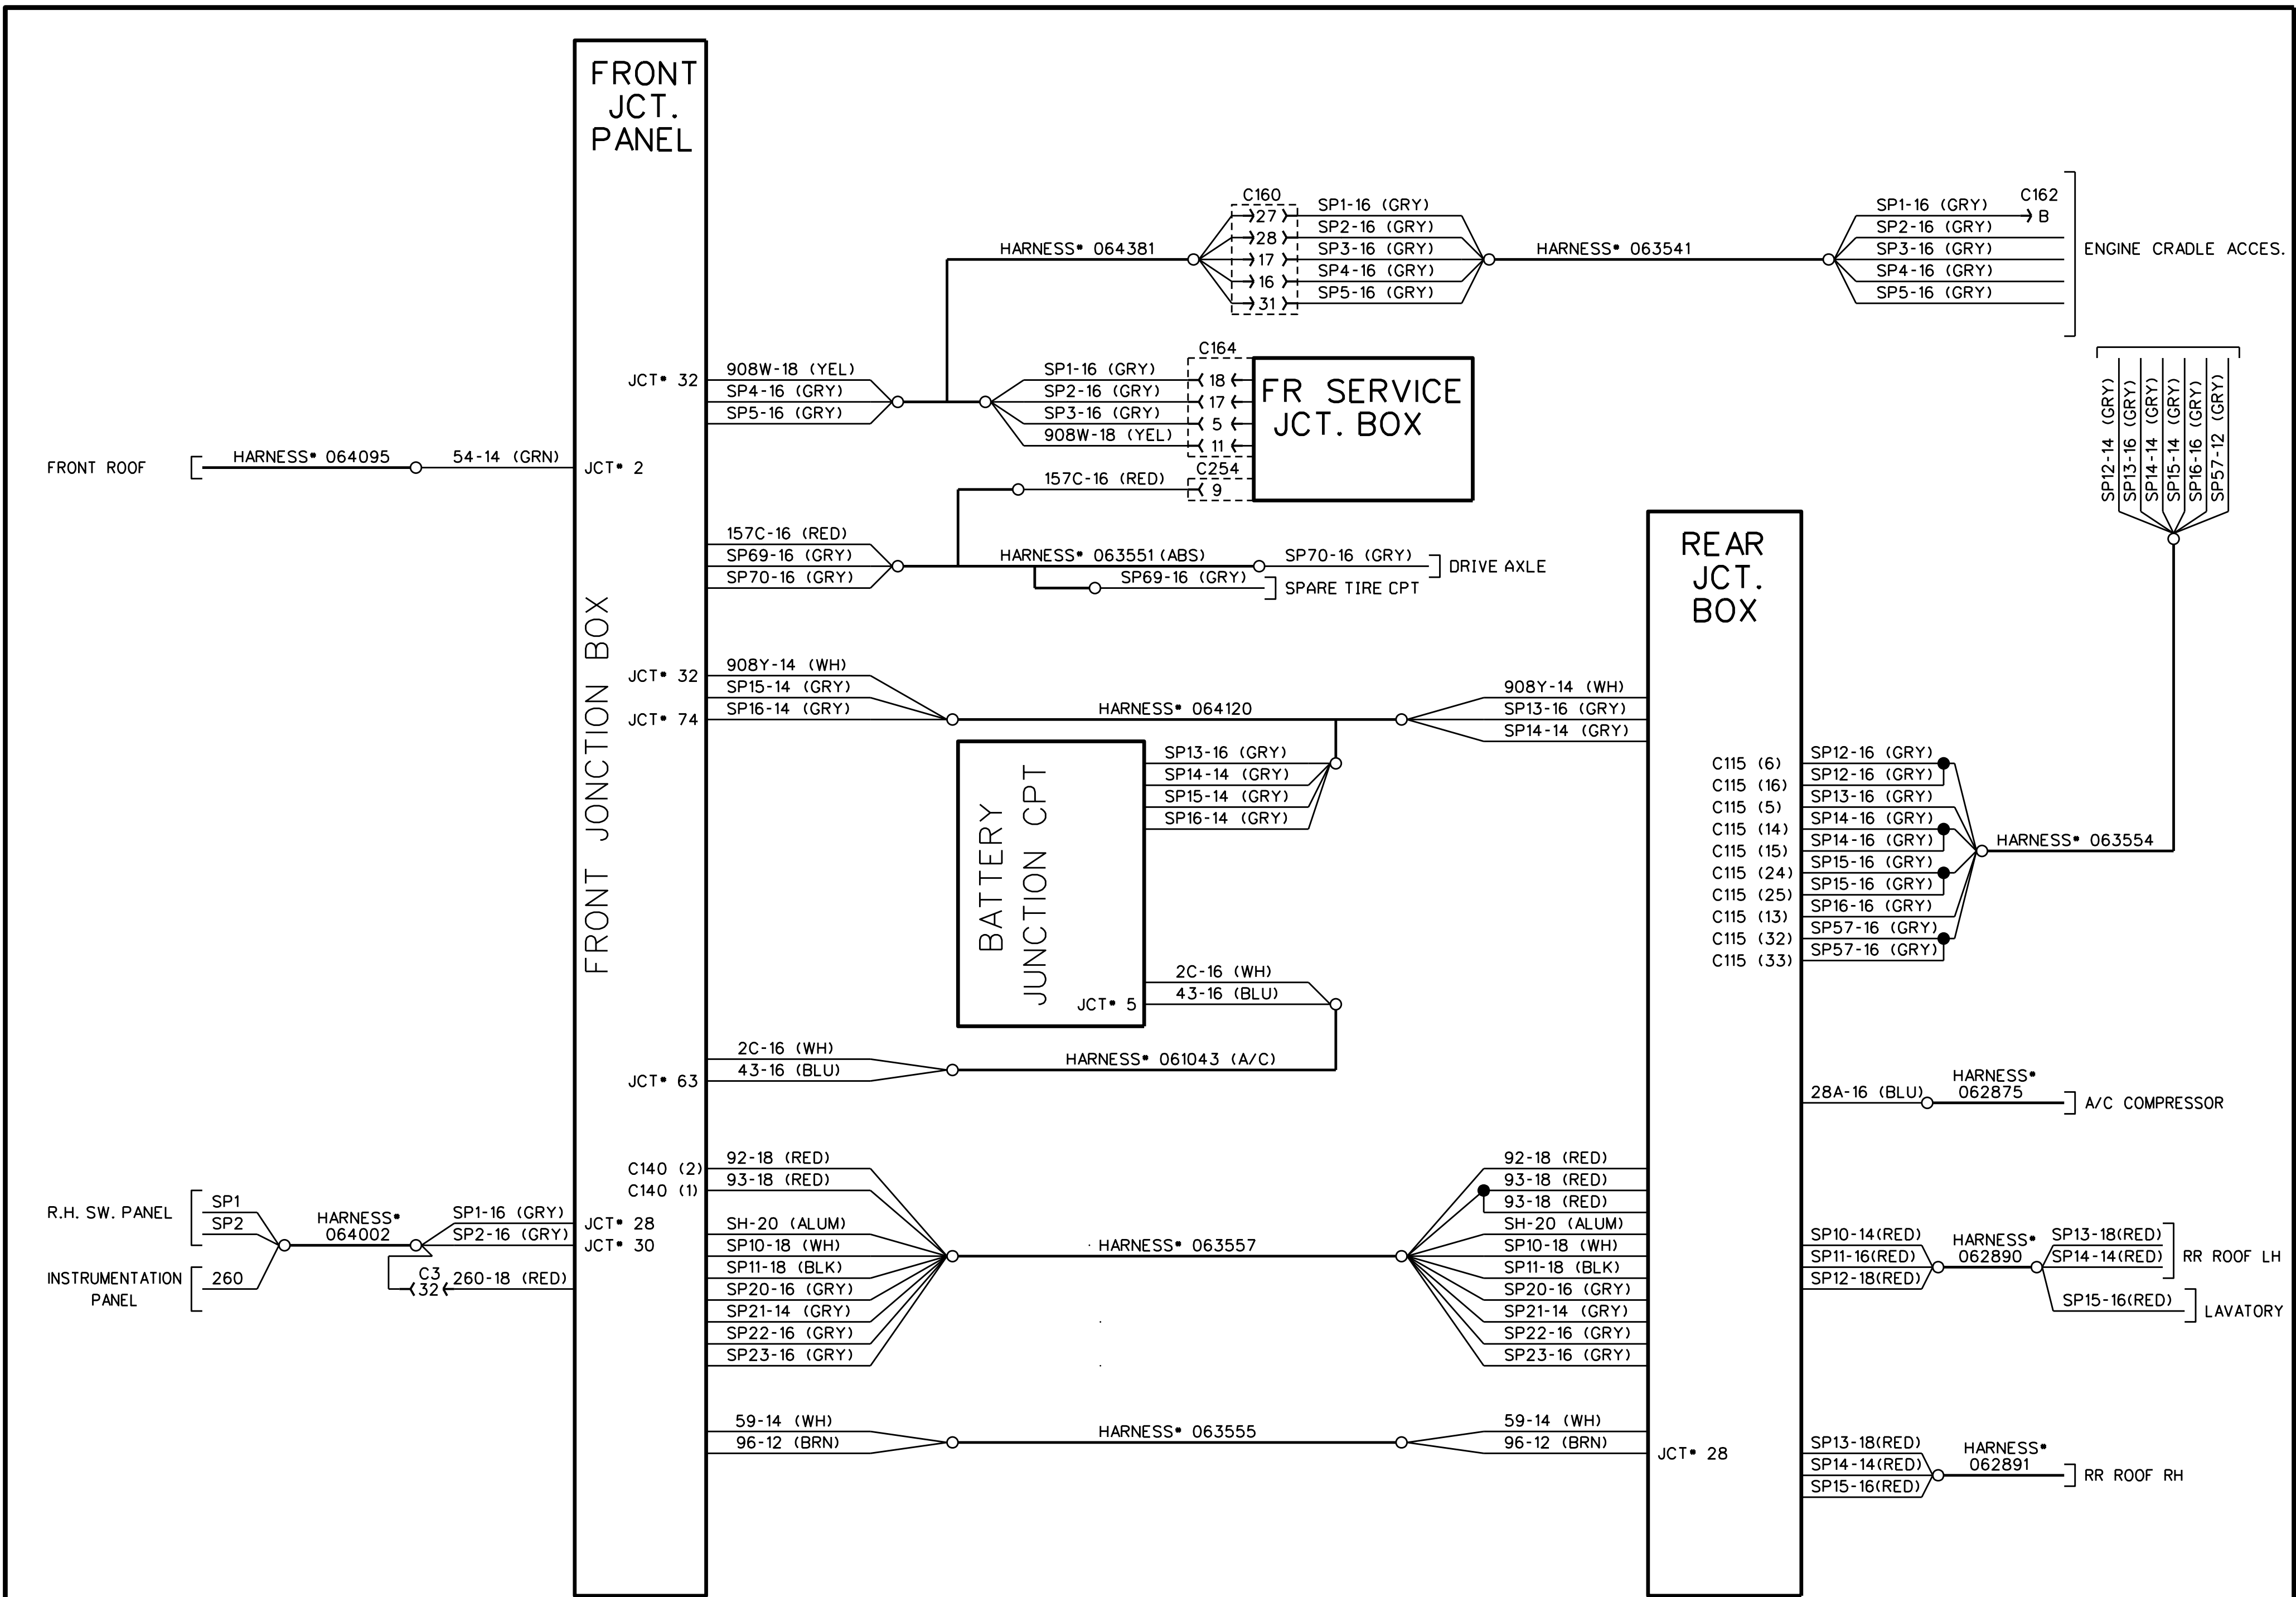 FRONT
JCT.
PANEL
FRONT JONCTION BOX
C160
27
28
17
16
31
SP1-16 (GRY)
SP2-16 (GRY)
SP3-16 (GRY)
SP4-16 (GRY)
SP5-16 (GRY)
HARNESS* 064381
HARNESS* 063541
SP1-16 (GRY)
SP2-16 (GRY)
SP3-16 (GRY)
SP4-16 (GRY)
SP5-16 (GRY)
C162
B
ENGINE CRADLE ACCES.
JCT* 32
908W-18 (YEL)
SP4-16 (GRY)
SP5-16 (GRY)
C164
SP1-16 (GRY)
SP2-16 (GRY)
SP3-16 (GRY)
908W-18 (YEL)
18
17
5
11
FR SERVICE
JCT. BOX
C254
157C-16 (RED)
9
FRONT ROOF
HARNESS* 064095
54-14 (GRN)
JCT* 2
157C-16 (RED)
SP69-16 (GRY)
SP70-16 (GRY)
HARNESS* 063551 (ABS)
SP70-16 (GRY)
DRIVE AXLE
SP69-16 (GRY)
SPARE TIRE CPT
SP12-14 (GRY)
SP13-16 (GRY)
SP14-14 (GRY)
SP15-14 (GRY)
SP16-16 (GRY)
SP57-12 (GRY)
REAR
JCT.
BOX
JCT* 32
JCT* 74
908Y-14 (WH)
SP15-14 (GRY)
SP16-14 (GRY)
HARNESS* 064120
908Y-14 (WH)
SP13-16 (GRY)
SP14-14 (GRY)
BATTERY
JUNCTION CPT
SP13-16 (GRY)
SP14-14 (GRY)
SP15-14 (GRY)
SP16-14 (GRY)
2C-16 (WH)
43-16 (BLU)
JCT* 5
C115 (6)
C115 (16)
C115 (5)
C115 (14)
C115 (15)
C115 (24)
C115 (25)
C115 (13)
C115 (32)
C115 (33)
SP12-16 (GRY)
SP12-16 (GRY)
SP13-16 (GRY)
SP14-16 (GRY)
SP14-16 (GRY)
SP15-16 (GRY)
SP15-16 (GRY)
SP16-16 (GRY)
SP57-16 (GRY)
SP57-16 (GRY)
HARNESS* 063554
JCT* 63
2C-16 (WH)
43-16 (BLU)
HARNESS* 061043 (A/C)
28A-16 (BLU)
HARNESS*
062875
A/C COMPRESSOR
R.H. SW. PANEL
SP1
SP2
INSTRUMENTATION
PANEL
260
HARNESS*
064002
SP1-16 (GRY)
SP2-16 (GRY)
C3
32
260-18 (RED)
JCT* 28
JCT* 30
C140 (2)
C140 (1)
92-18 (RED)
93-18 (RED)
SH-20 (ALUM)
SP10-18 (WH)
SP11-18 (BLK)
SP20-16 (GRY)
SP21-14 (GRY)
SP22-16 (GRY)
SP23-16 (GRY)
HARNESS* 063557
92-18 (RED)
93-18 (RED)
93-18 (RED)
SH-20 (ALUM)
SP10-18 (WH)
SP11-18 (BLK)
SP20-16 (GRY)
SP21-14 (GRY)
SP22-16 (GRY)
SP23-16 (GRY)
SP10-14(RED)
SP11-16(RED)
SP12-18(RED)
HARNESS*
062890
SP13-18(RED)
SP14-14(RED)
RR ROOF LH
SP15-16(RED)
LAVATORY
59-14 (WH)
96-12 (BRN)
HARNESS* 063555
59-14 (WH)
96-12 (BRN)
JCT* 28
SP13-18(RED)
SP14-14(RED)
SP15-16(RED)
HARNESS*
062891
RR ROOF RH